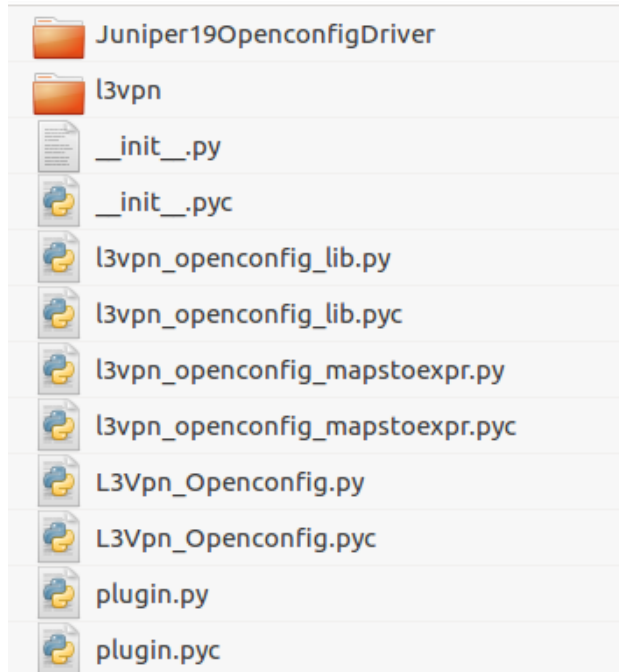 Juniper19OpenconfigDriver
l3vpn
__init__.py
__init__.pyc
l3vpn_openconfig_lib.py
l3vpn_openconfig_lib.pyc
l3vpn_openconfig_mapstoexpr.py
l3vpn_openconfig_mapstoexpr.pyc
L3Vpn_Openconfig.py
L3Vpn_Openconfig.pyc
plugin.py
plugin.pyc